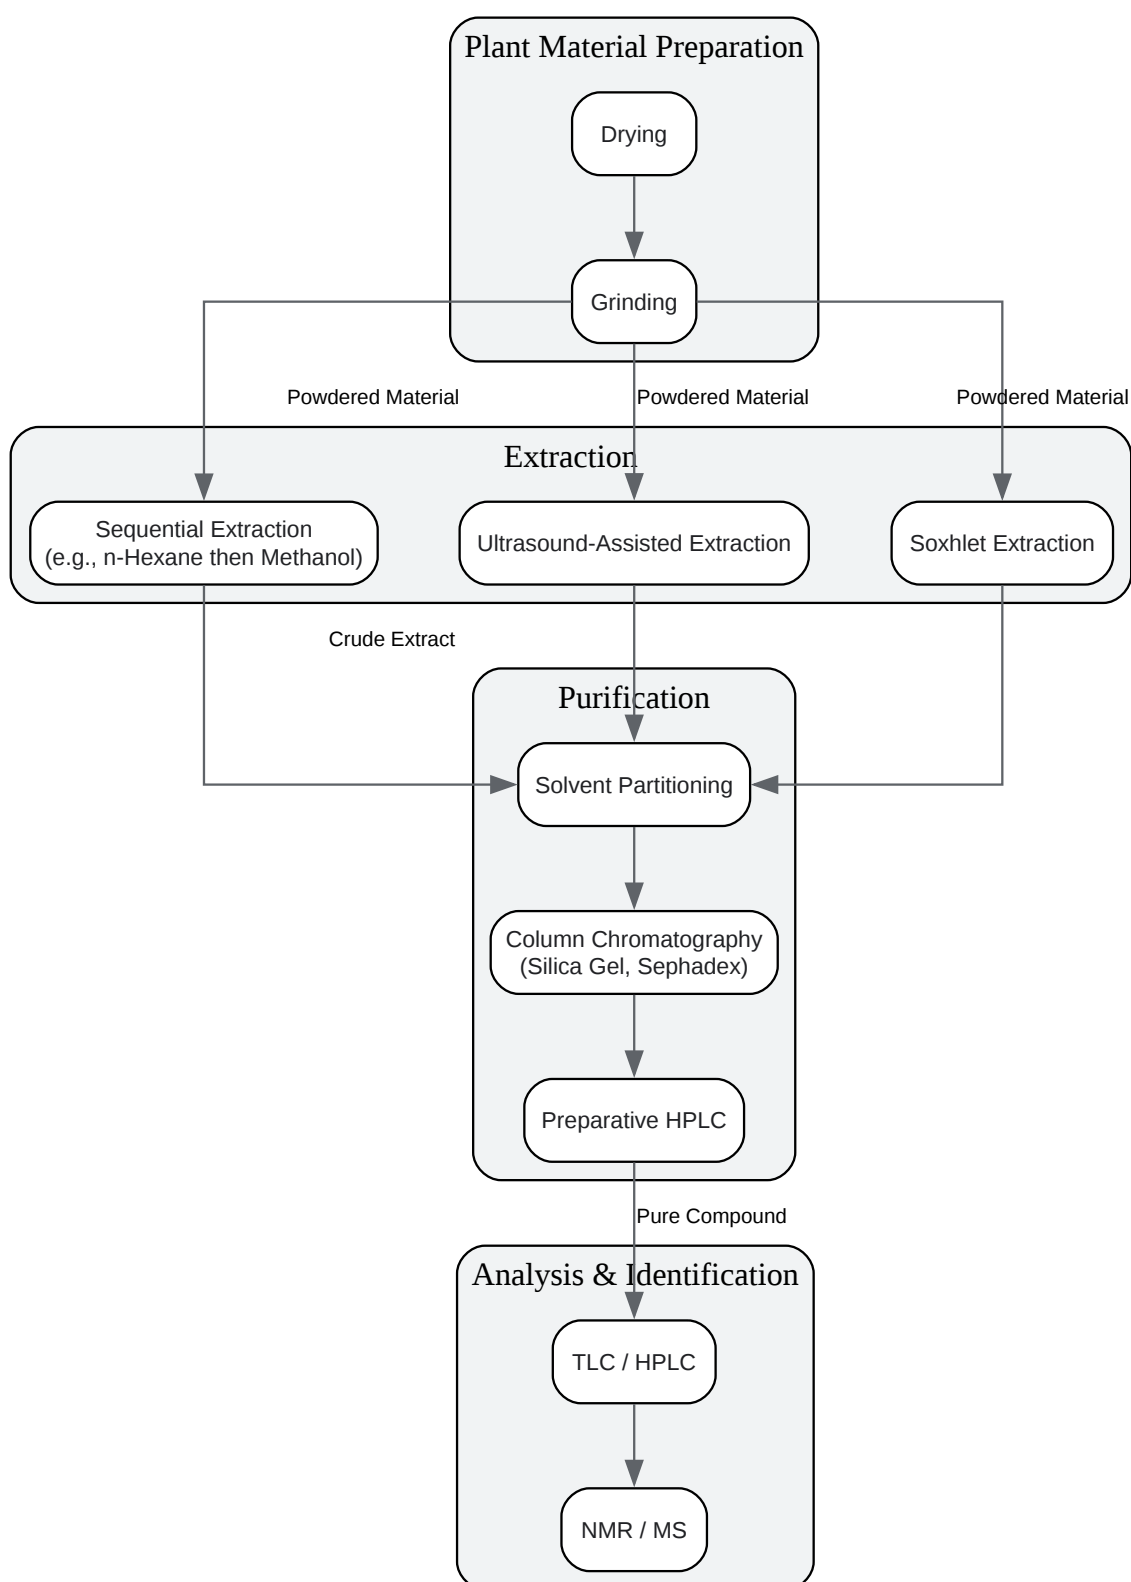 Plant Material Preparation
Drying
Grinding
Powdered Material
Powdered Material
Powdered Material
Extraction
Sequential Extraction
(e.g., n-Hexane then Methanol)
Ultrasound-Assisted Extraction
Soxhlet Extraction
Crude Extract
Purification
Solvent Partitioning
Column Chromatography
(Silica Gel, Sephadex)
Preparative HPLC
Pure Compound
Analysis & Identification
TLC / HPLC
NMR / MS